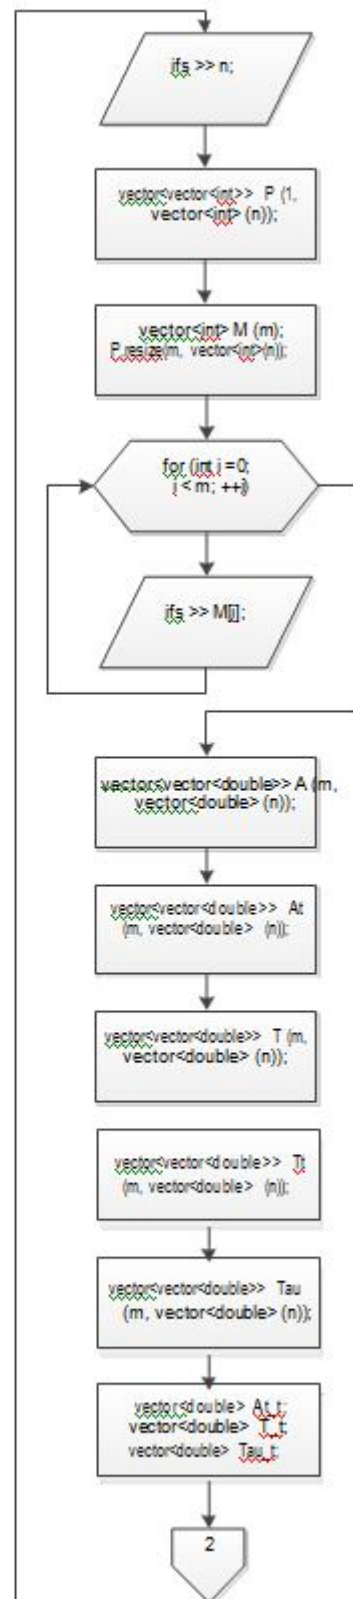 ifs >> n;
vector<vector<int>> P (1,
vector<int> (n));
vector<int> M (m);
P.resize(m, vector<int>(n));
for (int i =0;
i < m; ++i)
ifs >> M[i];
vector<vector<double>> A (m,
vector<double> (n));
vector<vector<double>> At
(m, vector<double> (n));
vector<vector<double>> T (m,
vector<double> (n));
vector<vector<double>> Tt
(m, vector<double> (n));
vector<vector<double>> Tau
(m, vector<double> (n));
vector<double> At_t;
vector<double> T_t;
vector<double> Tau_t;
2